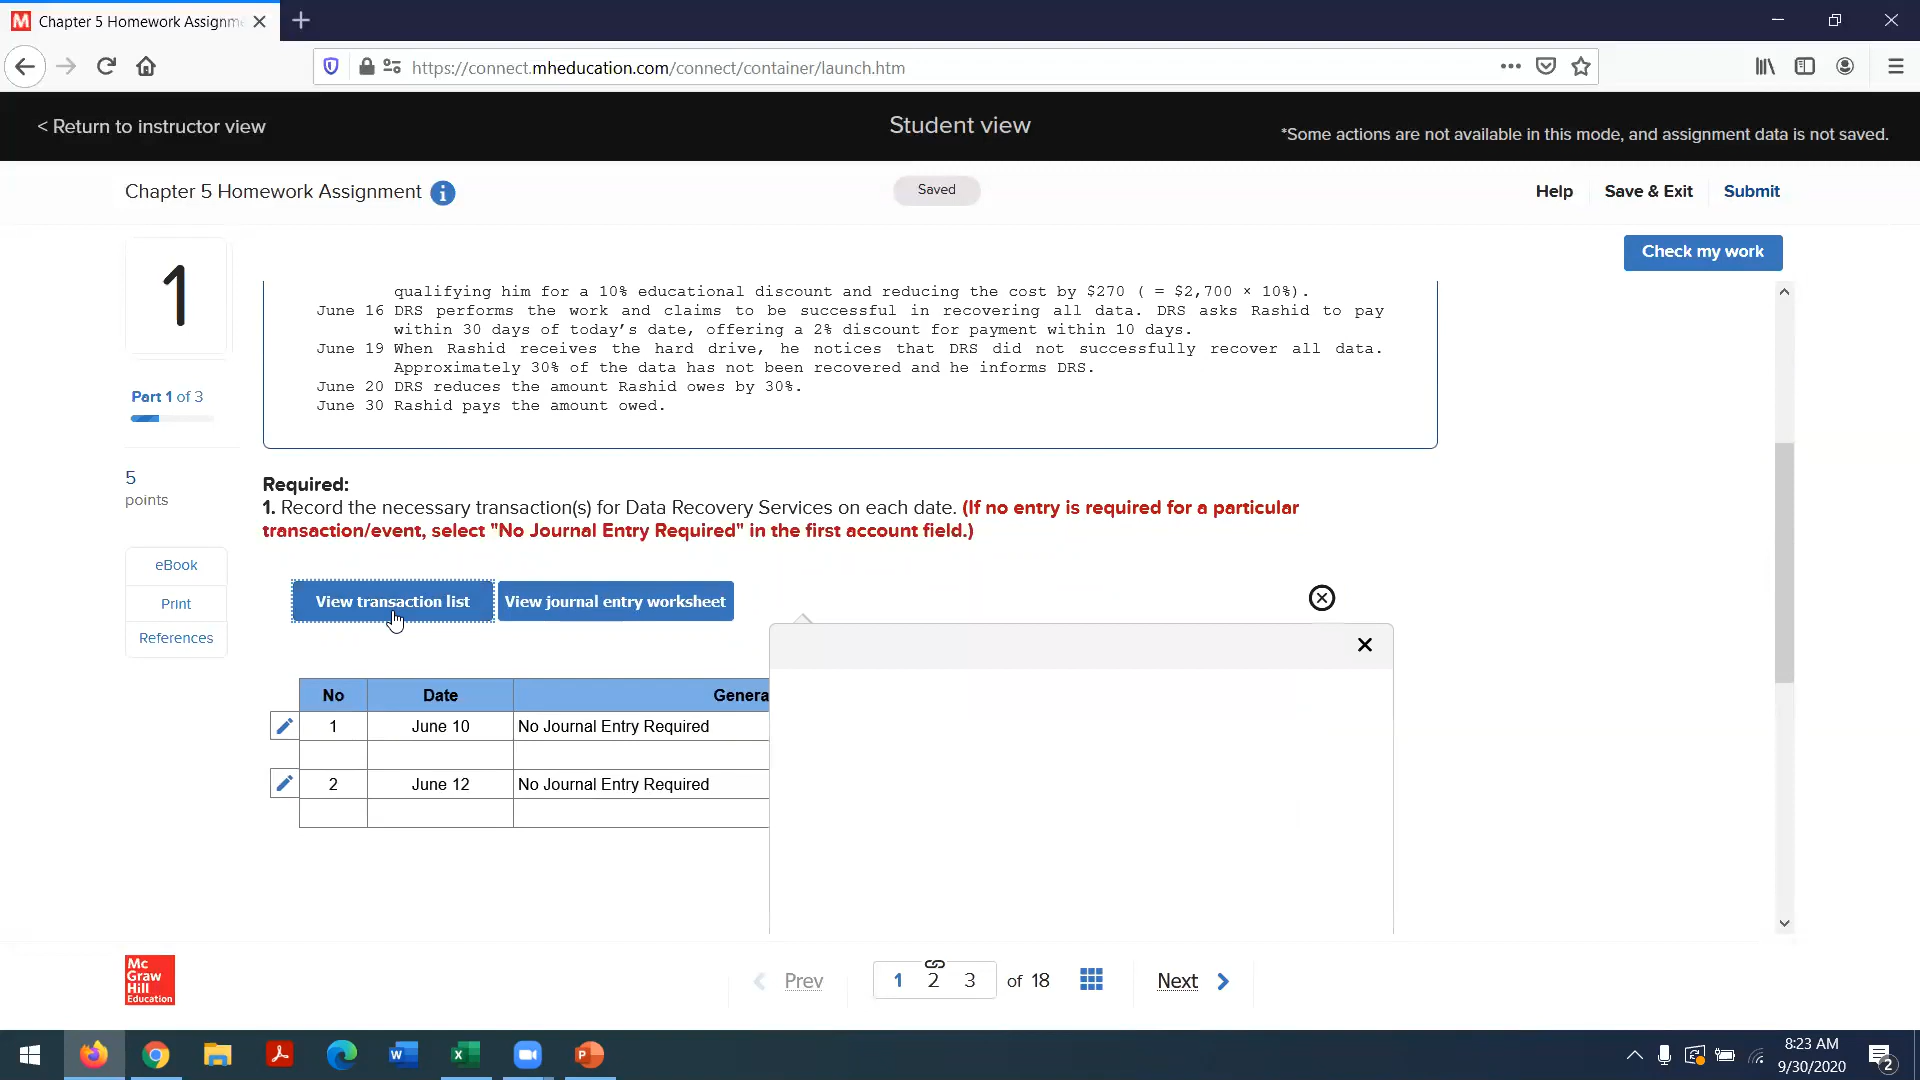 Chapter 5 Homework Assignm
https://connect.mheducation.com/connect/container/launch.htm
< Return to instructor view
Student view
*Some actions are not available in this mode, and assignment data is not saved.
Chapter 5 Homework Assignment
Saved
Help
Save & Exit
Submit
Check my work
1
Part 1 of 3
5
points
eBook
Print
References
qualifying him for a 10% educational discount and reducing the cost by $270 ( = $2,700 × 10%).
June 16 DRS performs the work and claims to be successful in recovering all data. DRS asks Rashid to pay
within 30 days of today's date, offering a 2% discount for payment within 10 days.
June 19 When Rashid receives the hard drive, he notices that DRS did not successfully recover all data.
Approximately 30% of the data has not been recovered and he informs DRS.
June 20 DRS reduces the amount Rashid owes by 30%.
June 30 Rashid pays the amount owed.
Required:
1. Record the necessary transaction(s) for Data Recovery Services on each date. (If no entry is required for a particular
transaction/event, select "No Journal Entry Required" in the first account field.)
View transaction list
View journal entry worksheet
No Date Genera
1 June 10 No Journal Entry Required
2 June 12 No Journal Entry Required
Mc
Graw
Hill
Education
Prev
1 2 3 of 18
Next
8:23 AM
9/30/2020
2